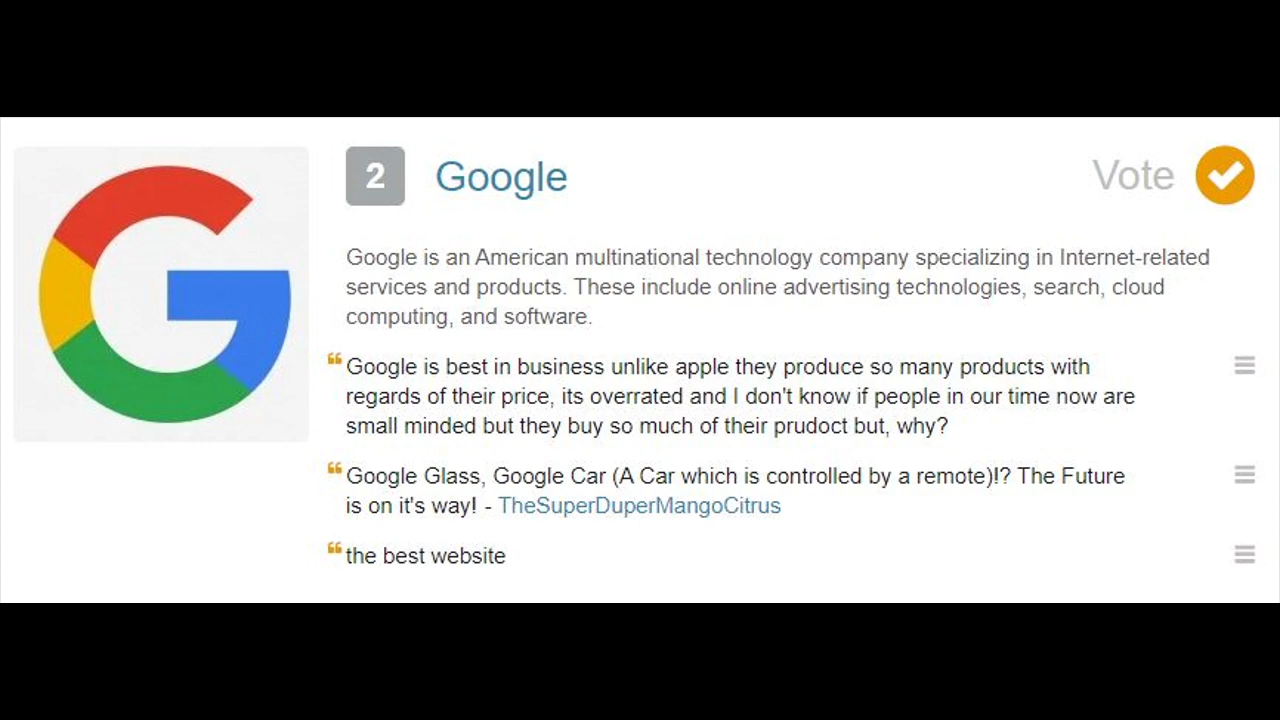 2 Google Vote
Google is an American multinational technology company specializing in Internet-related
services and products. These include online advertising technologies, search, cloud
computing, and software.
“ Google is best in business unlike apple they produce so many products with
regards of their price, its overrated and I don't know if people in our time now are
small minded but they buy so much of their prudoct but, why?
“ Google Glass, Google Car (A Car which is controlled by a remote)!? The Future
is on it's way! - TheSuperDuperMangoCitrus
“ the best website